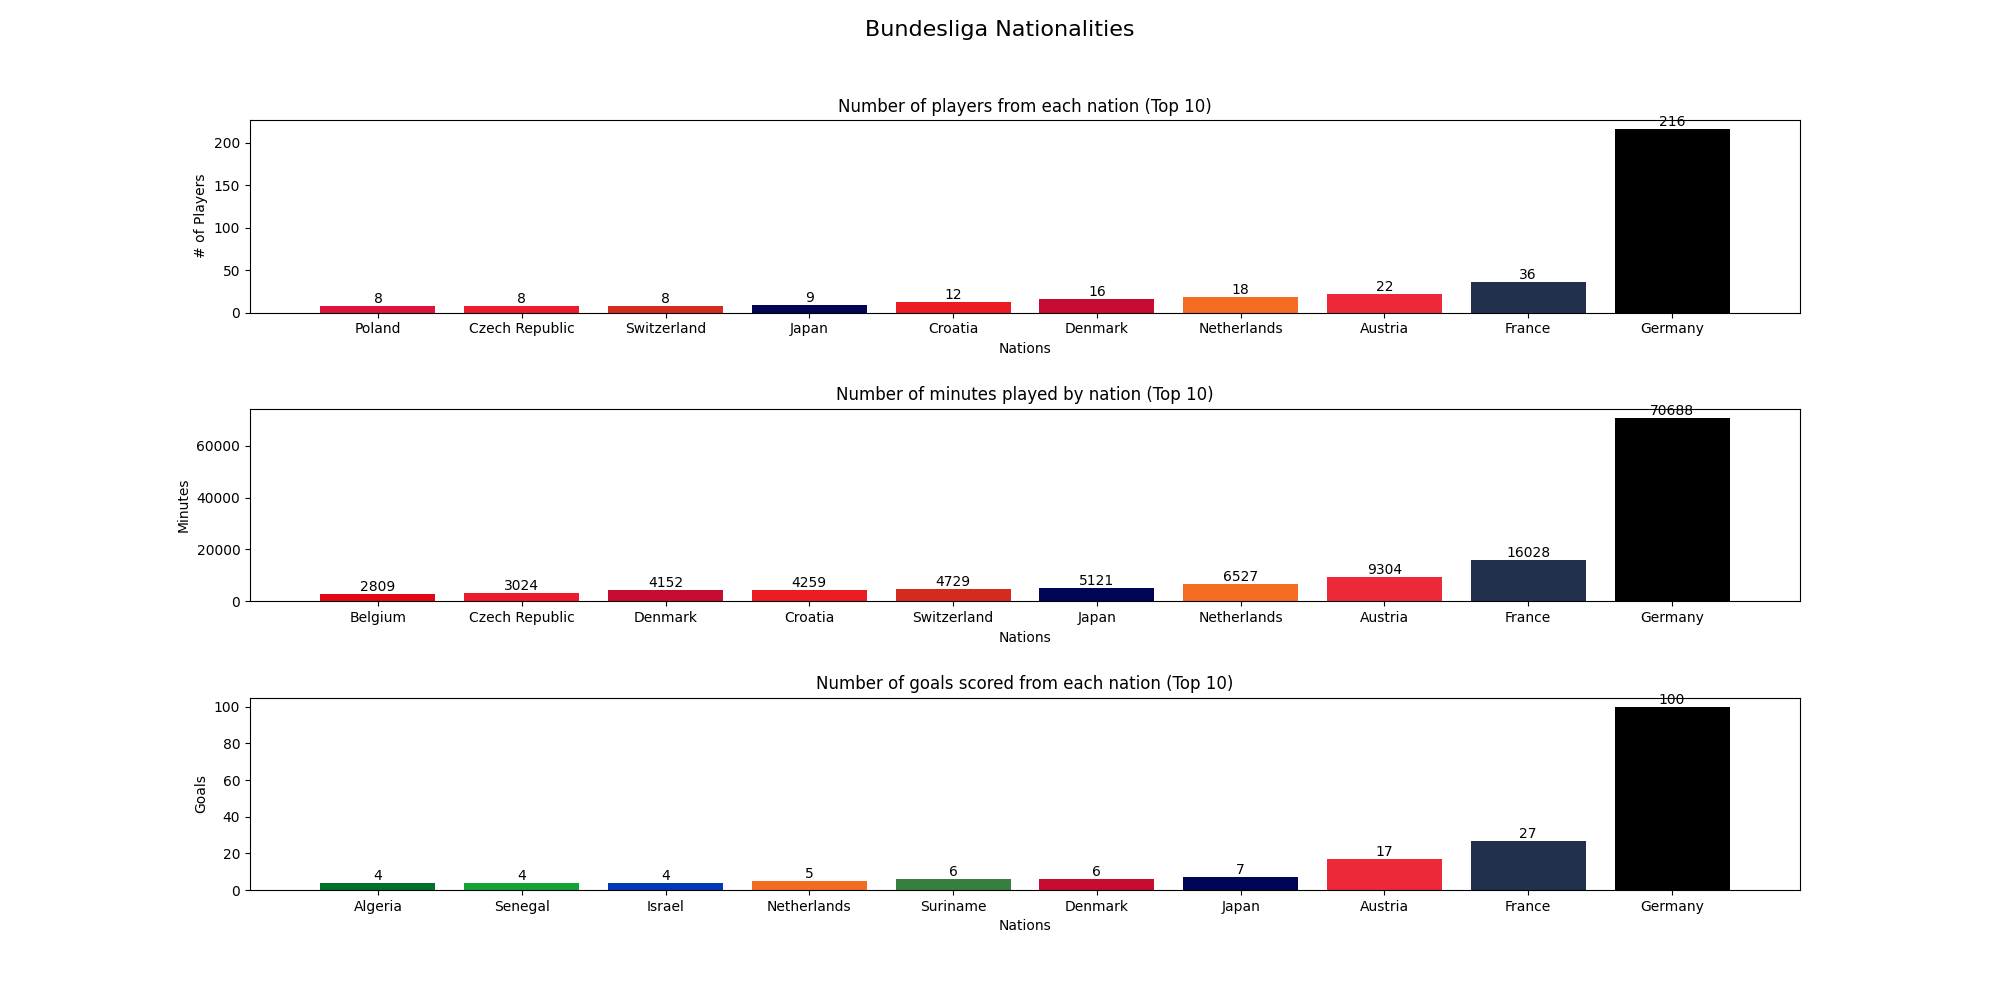 Bundesliga Nationalities
Number of players from each nation (Top 10)
# of Players
200
150
100
50
0
8 8 8 9 12 16 18 22 36 216
Poland Czech Republic Switzerland Japan Croatia Denmark Netherlands Austria France Germany
Nations
Number of minutes played by nation (Top 10)
Minutes
60000
40000
20000
0
2809 3024 4152 4259 4729 5121 6527 9304 16028 70688
Belgium Czech Republic Denmark Croatia Switzerland Japan Netherlands Austria France Germany
Nations
Number of goals scored from each nation (Top 10)
Goals
100
80
60
40
20
0
4 4 4 5 6 6 7 17 27 100
Algeria Senegal Israel Netherlands Suriname Denmark Japan Austria France Germany
Nations